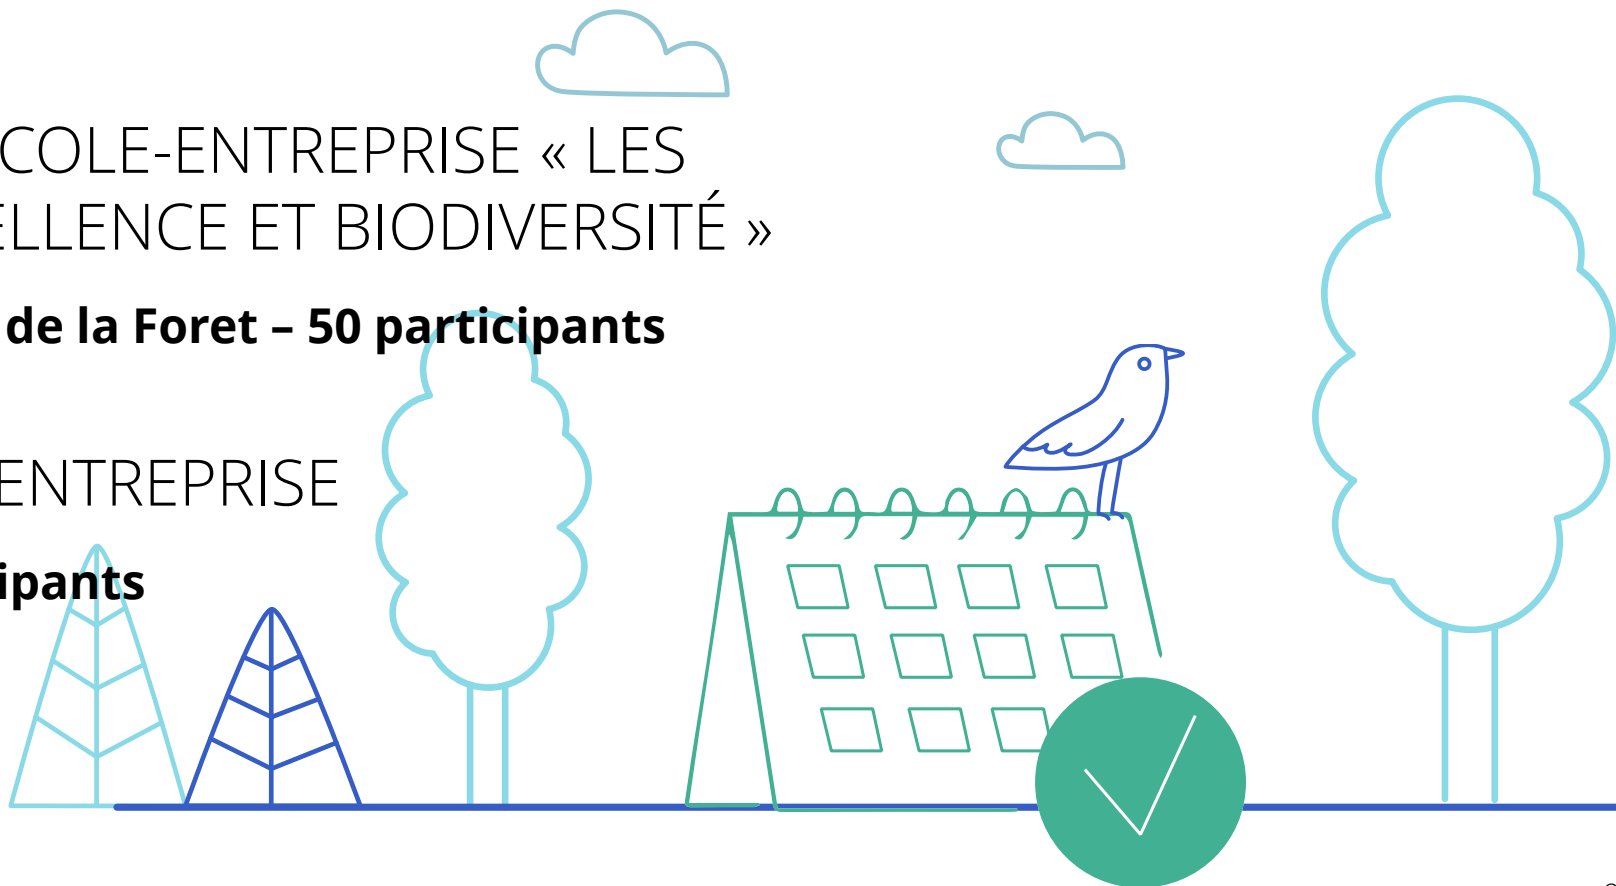 COLE-ENTREPRISE « LES
ELLENCE ET BIODIVERSITÉ »
de la Foret – 50 participants
ENTREPRISE
ipants